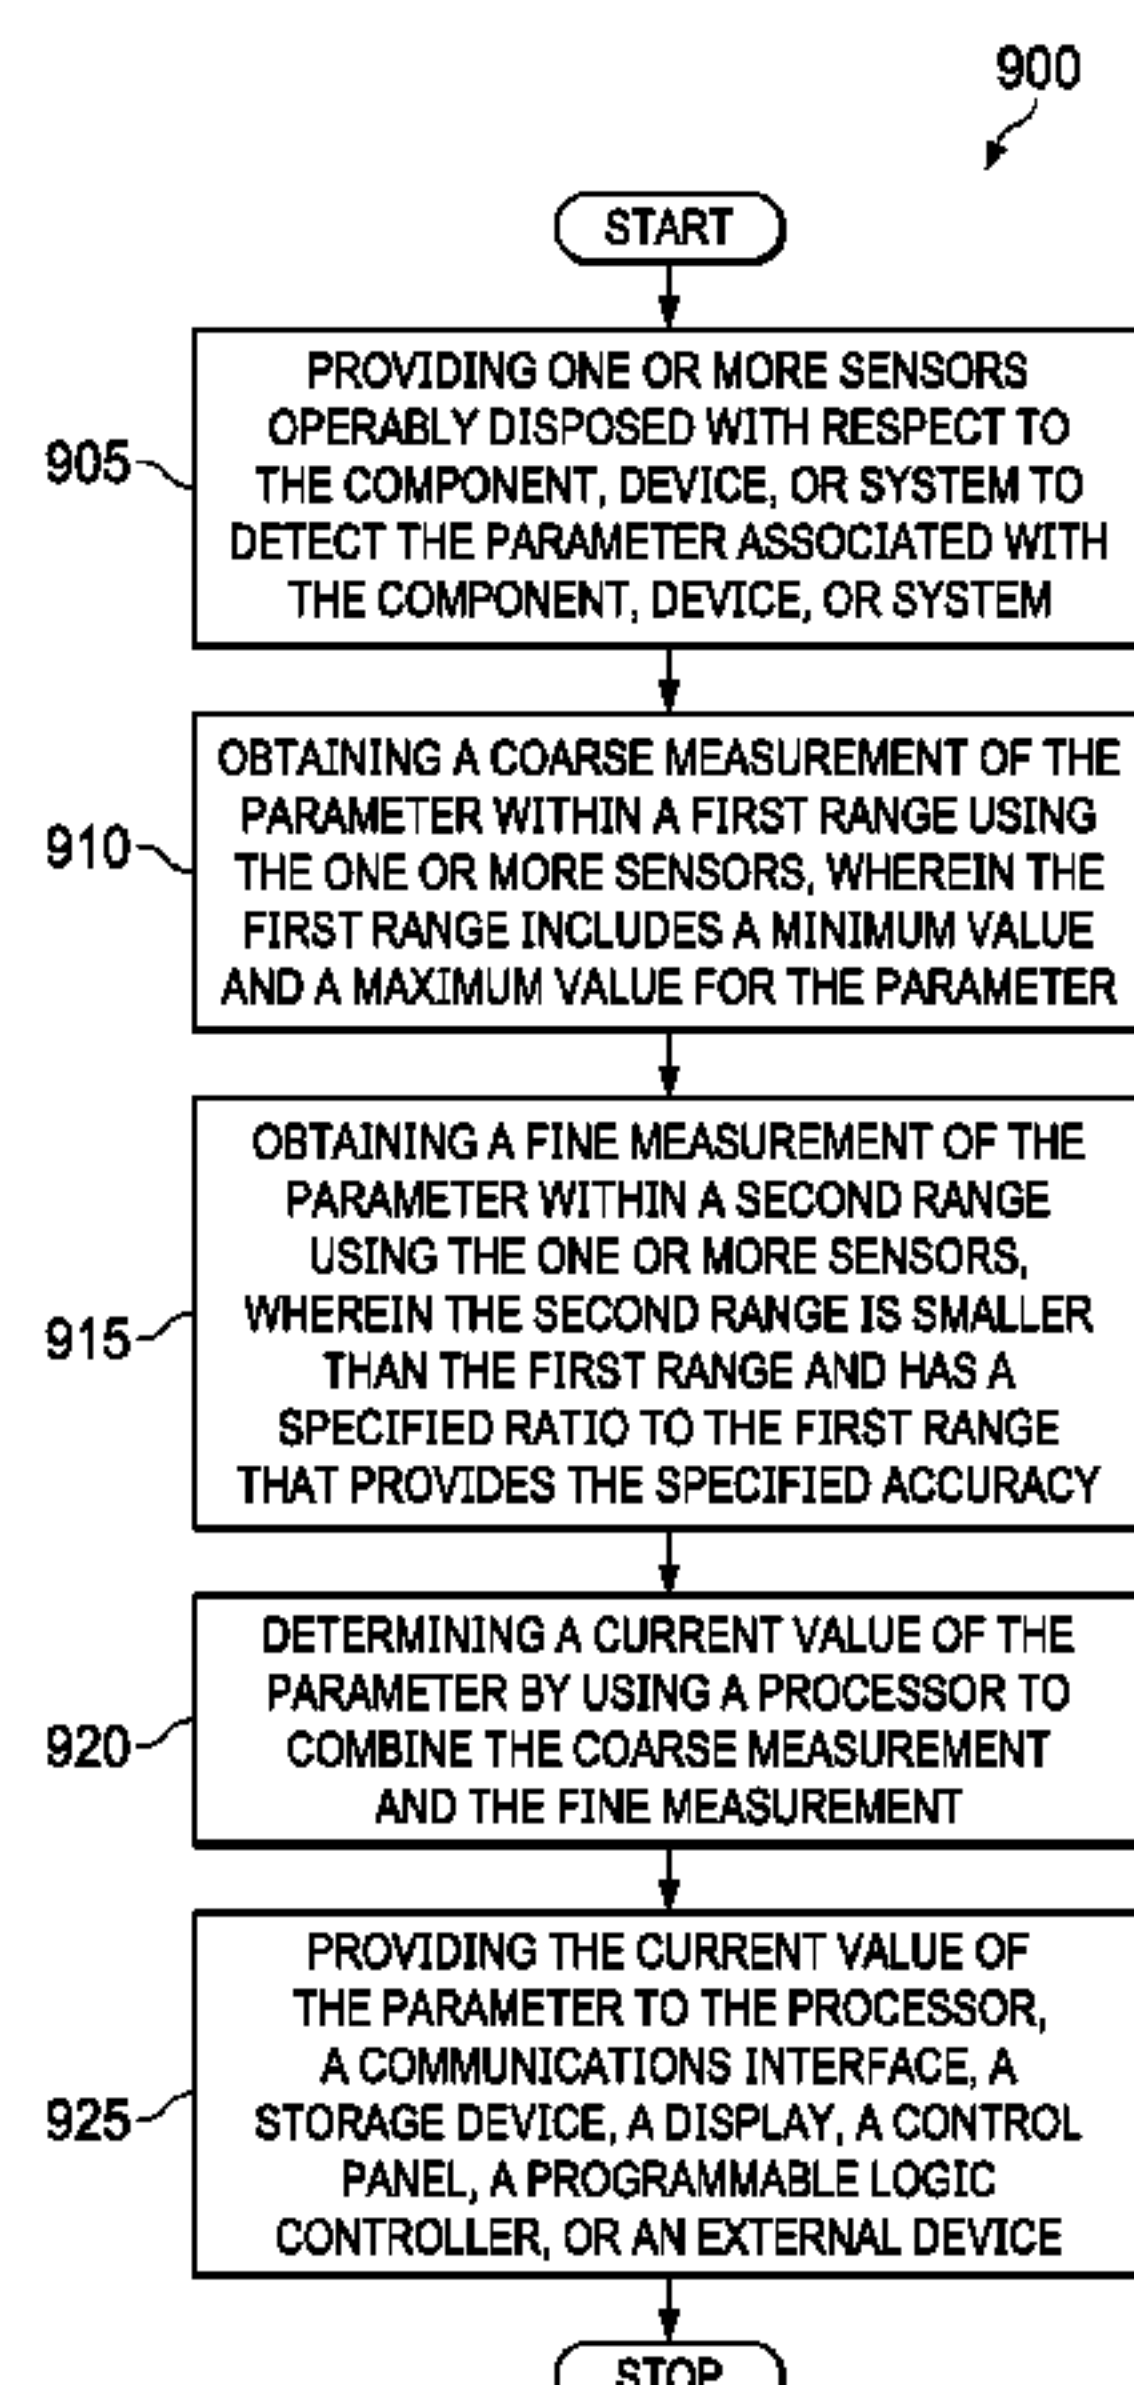 900
START
905
PROVIDING ONE OR MORE SENSORS
OPERABLY DISPOSED WITH RESPECT TO
THE COMPONENT, DEVICE, OR SYSTEM TO
DETECT THE PARAMETER ASSOCIATED WITH
THE COMPONENT, DEVICE, OR SYSTEM
910
OBTAINING A COARSE MEASUREMENT OF THE
PARAMETER WITHIN A FIRST RANGE USING
THE ONE OR MORE SENSORS, WHEREIN THE
FIRST RANGE INCLUDES A MINIMUM VALUE
AND A MAXIMUM VALUE FOR THE PARAMETER
915
OBTAINING A FINE MEASUREMENT OF THE
PARAMETER WITHIN A SECOND RANGE
USING THE ONE OR MORE SENSORS,
WHEREIN THE SECOND RANGE IS SMALLER
THAN THE FIRST RANGE AND HAS A
SPECIFIED RATIO TO THE FIRST RANGE
THAT PROVIDES THE SPECIFIED ACCURACY
920
DETERMINING A CURRENT VALUE OF THE
PARAMETER BY USING A PROCESSOR TO
COMBINE THE COARSE MEASUREMENT
AND THE FINE MEASUREMENT
925
PROVIDING THE CURRENT VALUE OF
THE PARAMETER TO THE PROCESSOR,
A COMMUNICATIONS INTERFACE, A
STORAGE DEVICE, A DISPLAY, A CONTROL
PANEL, A PROGRAMMABLE LOGIC
CONTROLLER, OR AN EXTERNAL DEVICE
STOP